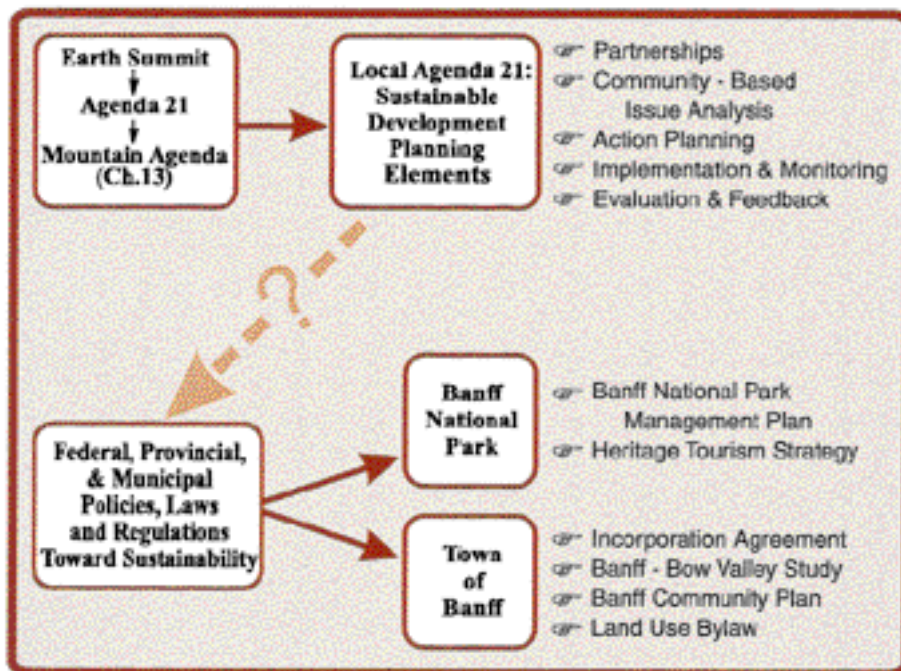 Earth Summit
Agenda 21
Mountain Agenda
(Ch.13)
Local Agenda 21:
Sustainable
Development
Planning
Elements
Partnerships
Community - Based
Issue Analysis
Action Planning
Implementation & Monitoring
Evaluation & Feedback
?
Federal, Provincial,
& Municipal
Policies, Laws
and Regulations
Toward Sustainability
Banff
National
Park
Banff National Park
Management Plan
Heritage Tourism Strategy
Town
of
Banff
Incorporation Agreement
Banff - Bow Valley Study
Banff Community Plan
Land Use Bylaw